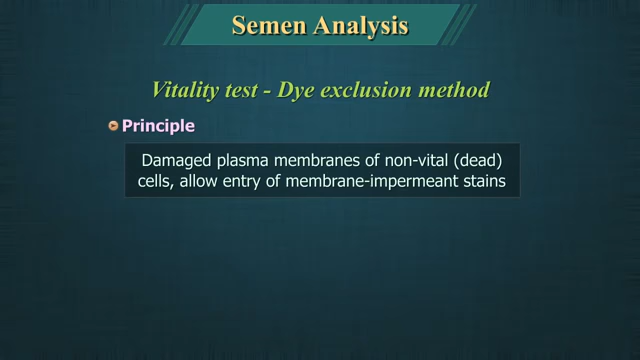 Semen Analysis
Vitality test - Dye exclusion method
Principle
Damaged plasma membranes of non-vital (dead)
cells, allow entry of membrane-impermeant stains